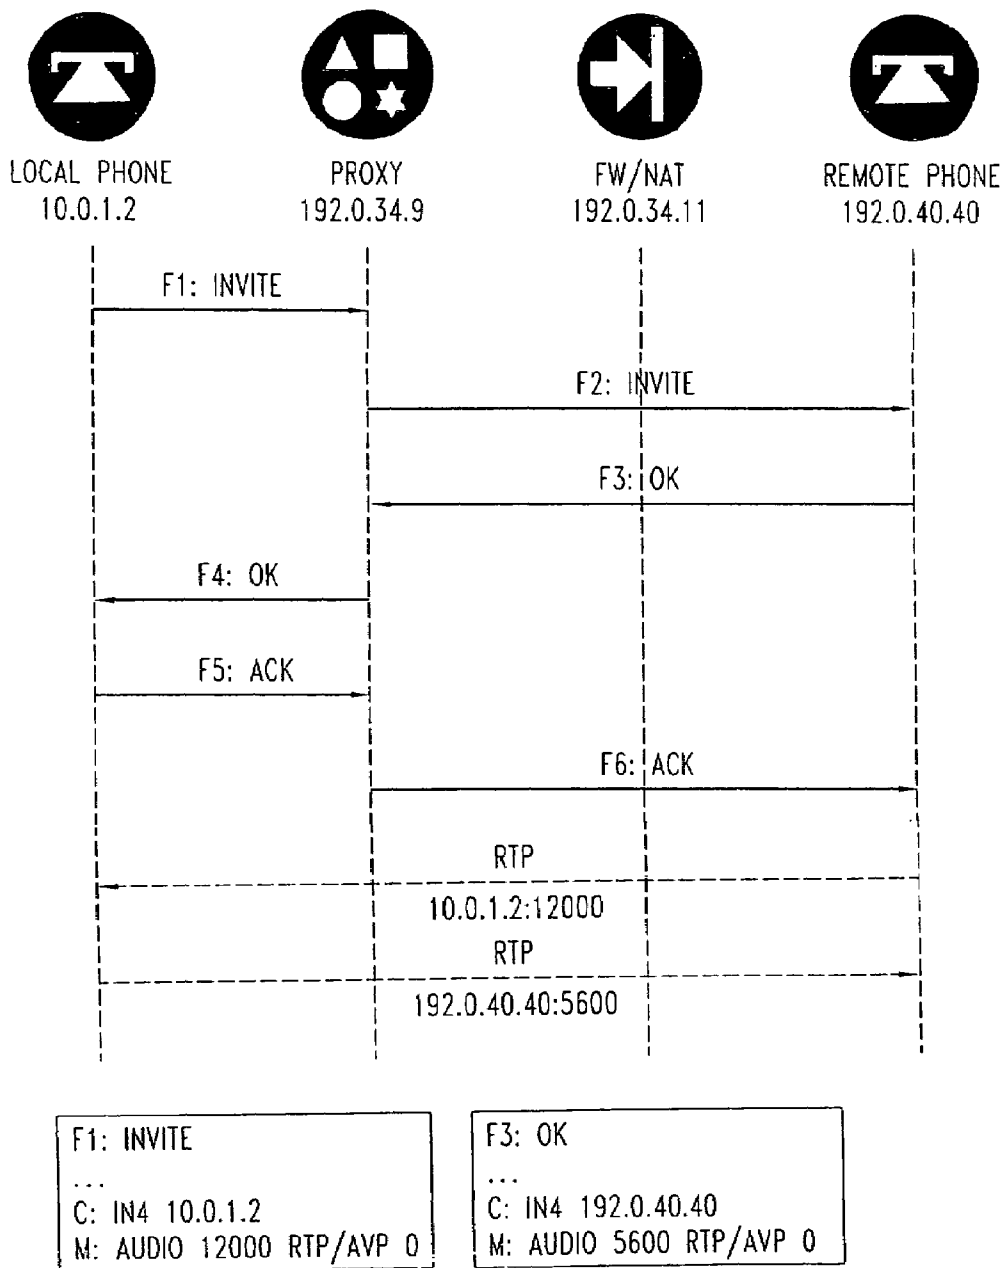 LOCAL PHONE
10.0.1.2
PROXY
192.0.34.9
FW/NAT
192.0.34.11
REMOTE PHONE
192.0.40.40
F1: INVITE
F2: INVITE
F3: OK
F4: OK
F5: ACK
F6: ACK
RTP
10.0.1.2:12000
RTP
192.0.40.40:5600
F1: INVITE
...
C: IN4 10.0.1.2
M: AUDIO 12000 RTP/AVP 0
F3: OK
...
C: IN4 192.0.40.40
M: AUDIO 5600 RTP/AVP 0